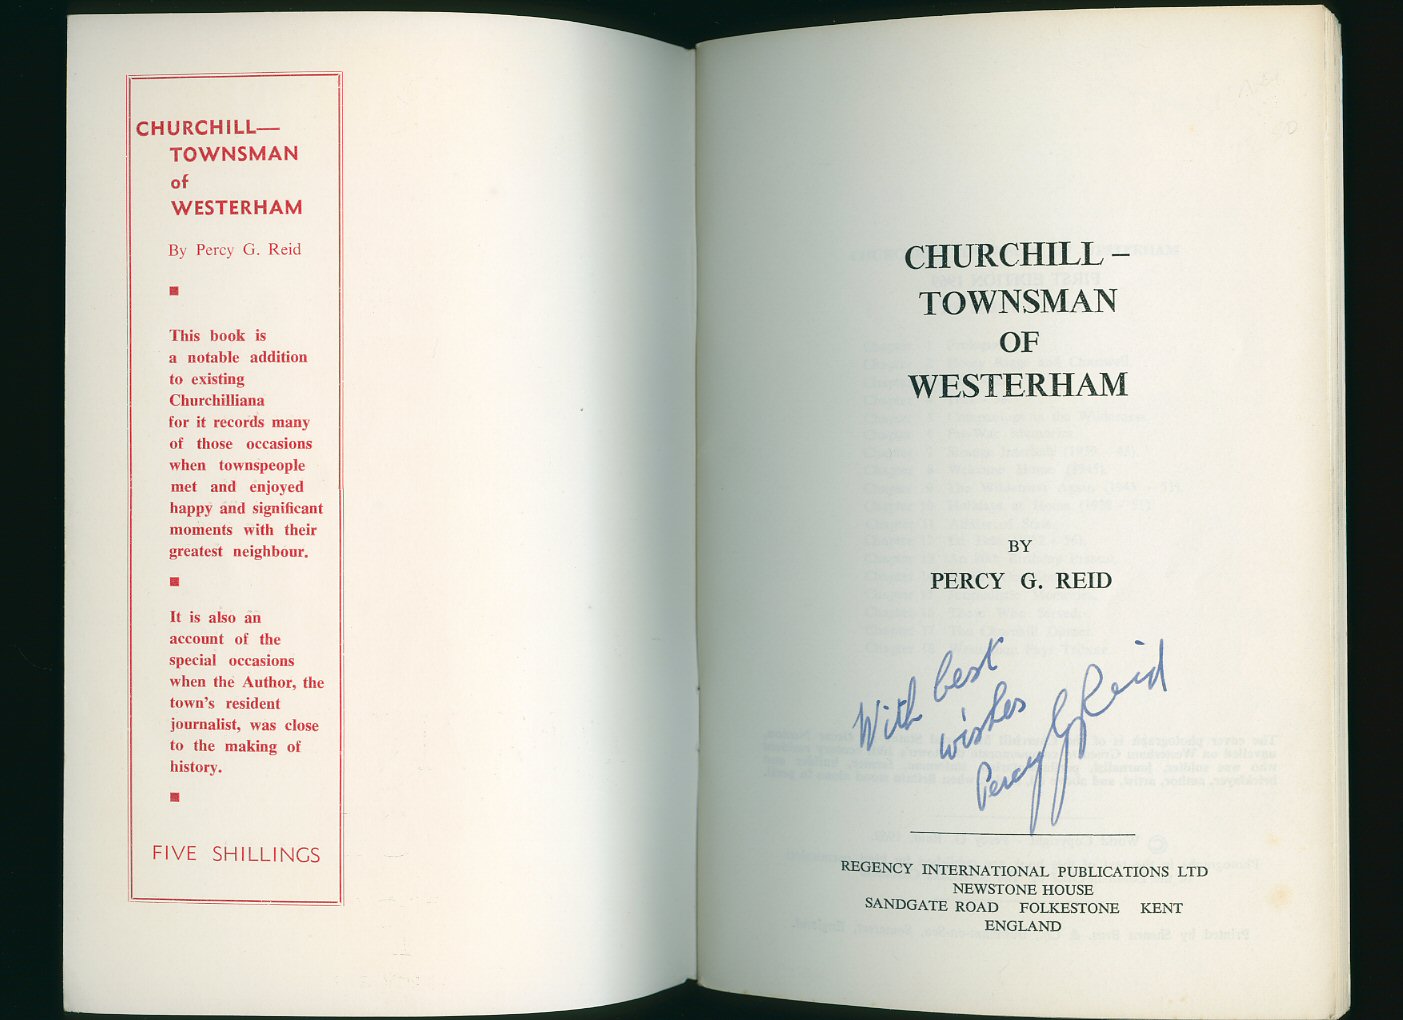 CHURCHILL—
TOWNSMAN
of
WESTERHAM
By Percy G. Reid
This book is
a notable addition
to existing
Churchilliana
for it records many
of those occasions
when townspeople
met and enjoyed
happy and significant
moments with their
greatest neighbour.
It is also an
account of the
special occasions
when the Author, the
town's resident
journalist, was close
to the making of
history.
FIVE SHILLINGS
CHURCHILL –
TOWNSMAN
OF
WESTERHAM
BY
PERCY G. REID
With best
wishes
Percy G Reid
REGENCY INTERNATIONAL PUBLICATIONS LTD
NEWSTONE HOUSE
SANDGATE ROAD FOLKESTONE KENT
ENGLAND